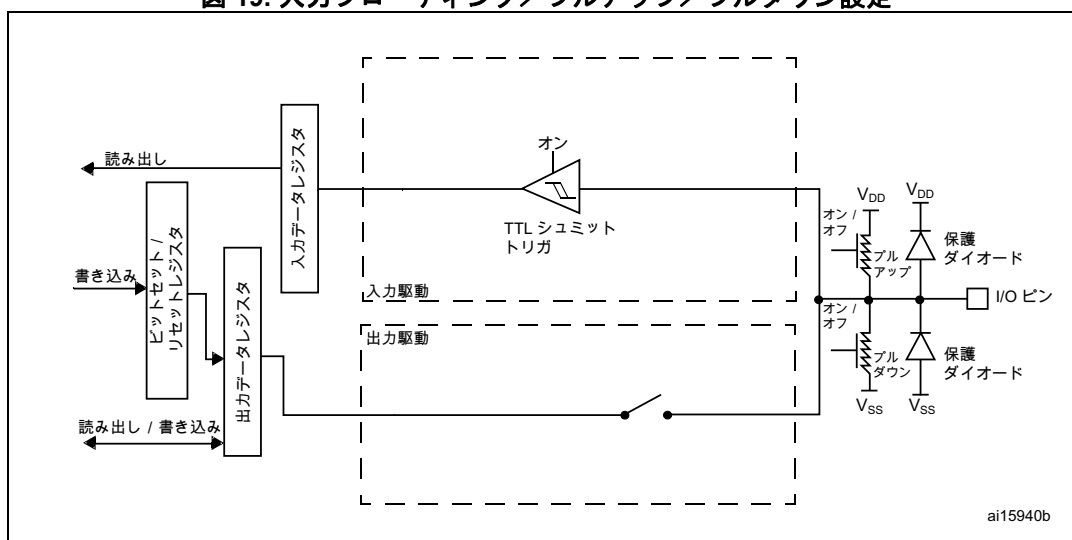 オン
読み出し
入力データレジスタ
TTL シュミット
トリガ
入力駆動
ビットセット /
リセットレジスタ
書き込み
出力データレジスタ
出力駆動
読み出し / 書き込み
VDD
VDD
オン /
オフ
プル
アップ
保護
ダイオード
I/O ピン
オン /
オフ
プル
ダウン
保護
ダイオード
VSS
VSS
ai15940b